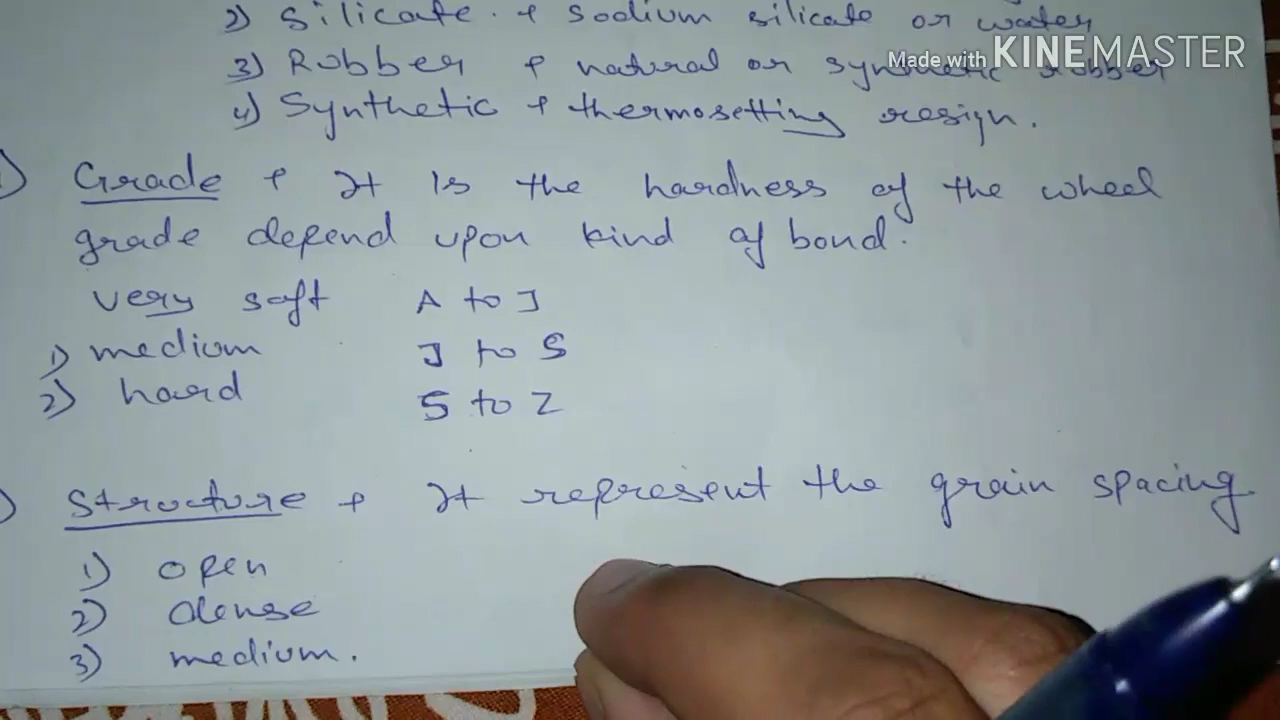 2) Silicate + sodium silicate or water
Made with KINEMASTER
3) Robber + natural or synthetic rubber
4) Synthetic + thermosetting resign.
) Grade + It is the hardness of the wheel
grade depend upon kind of bond.
very soft A to J
1) medium J to S
2) hard S to Z
) Structure + It represent the grain spacing
1) open
2) dense
3) medium.